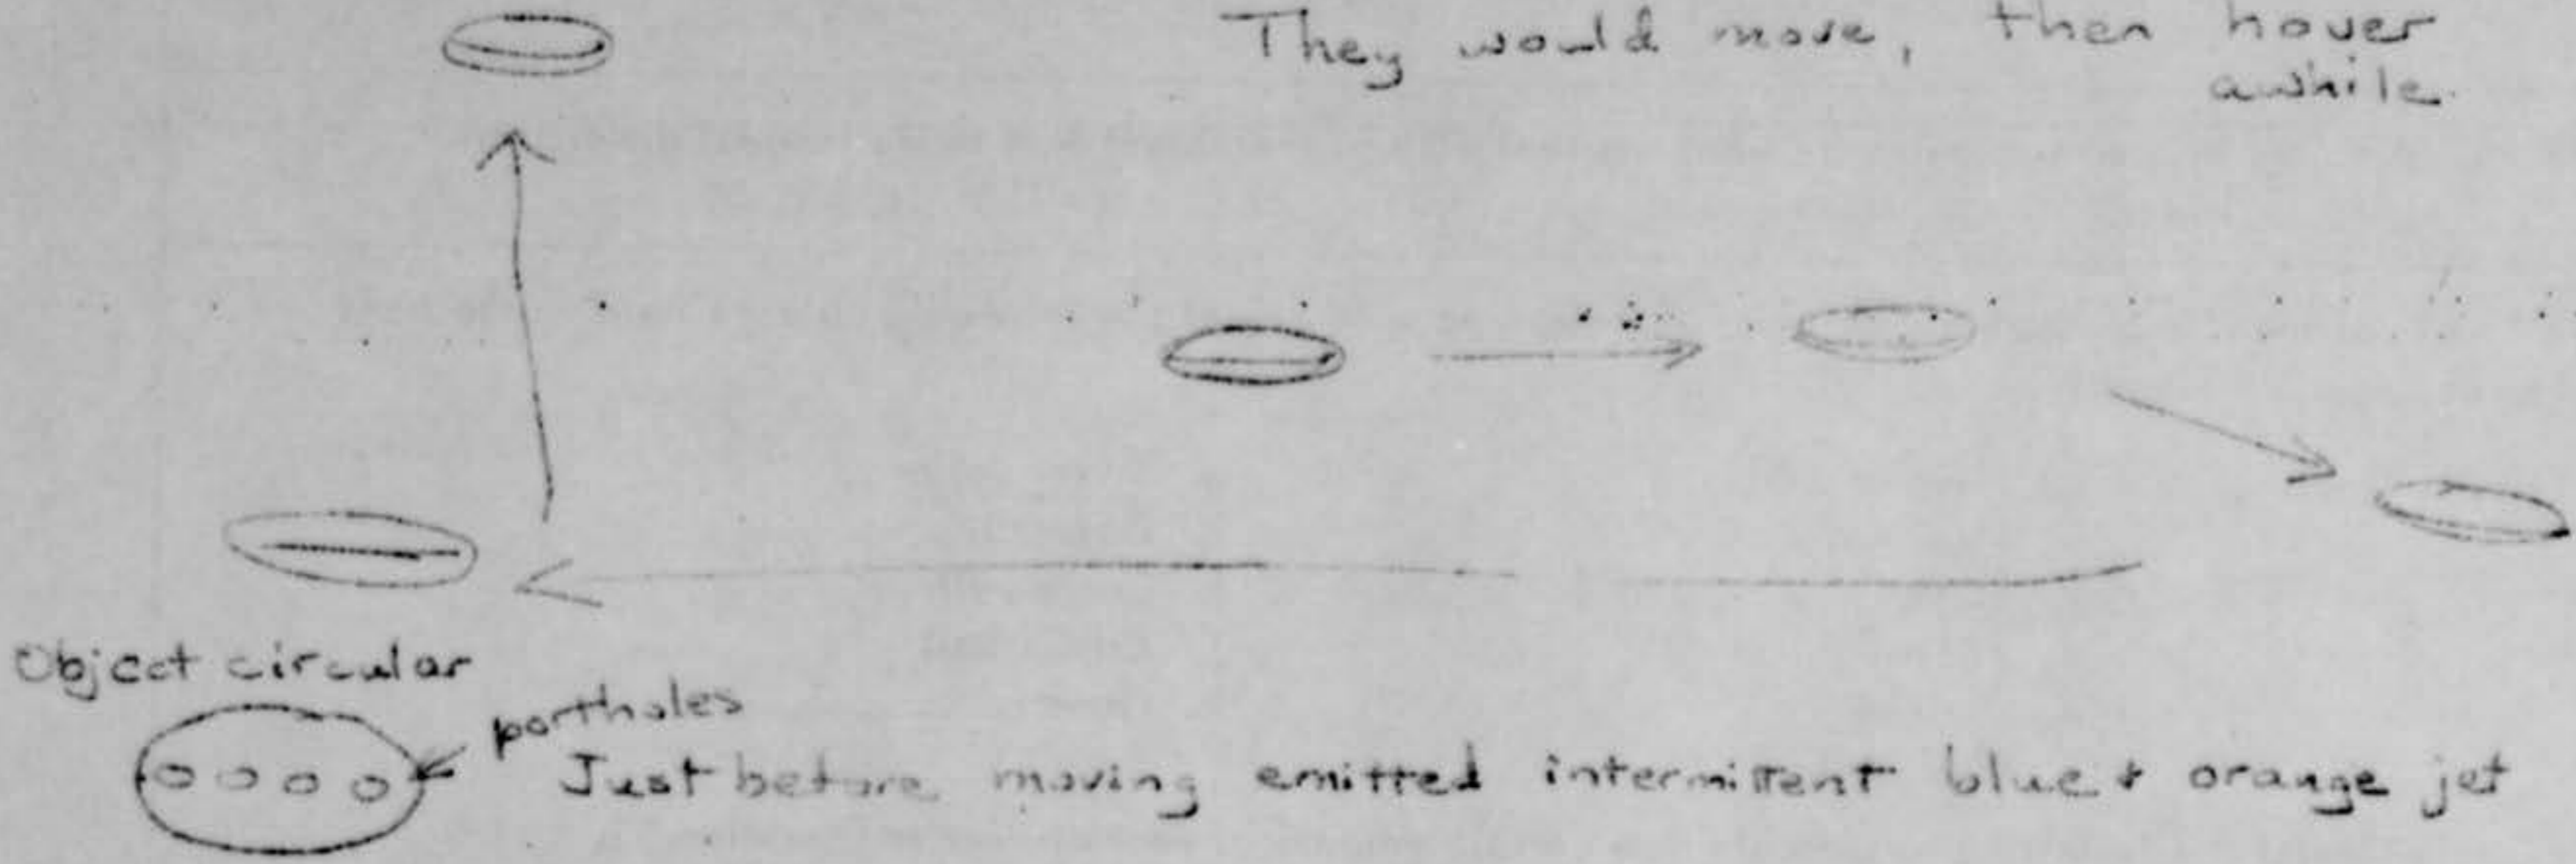 They would move, then hover
awhile.
Object circular
portholes
Just before moving emitted intermittent blue + orange jet